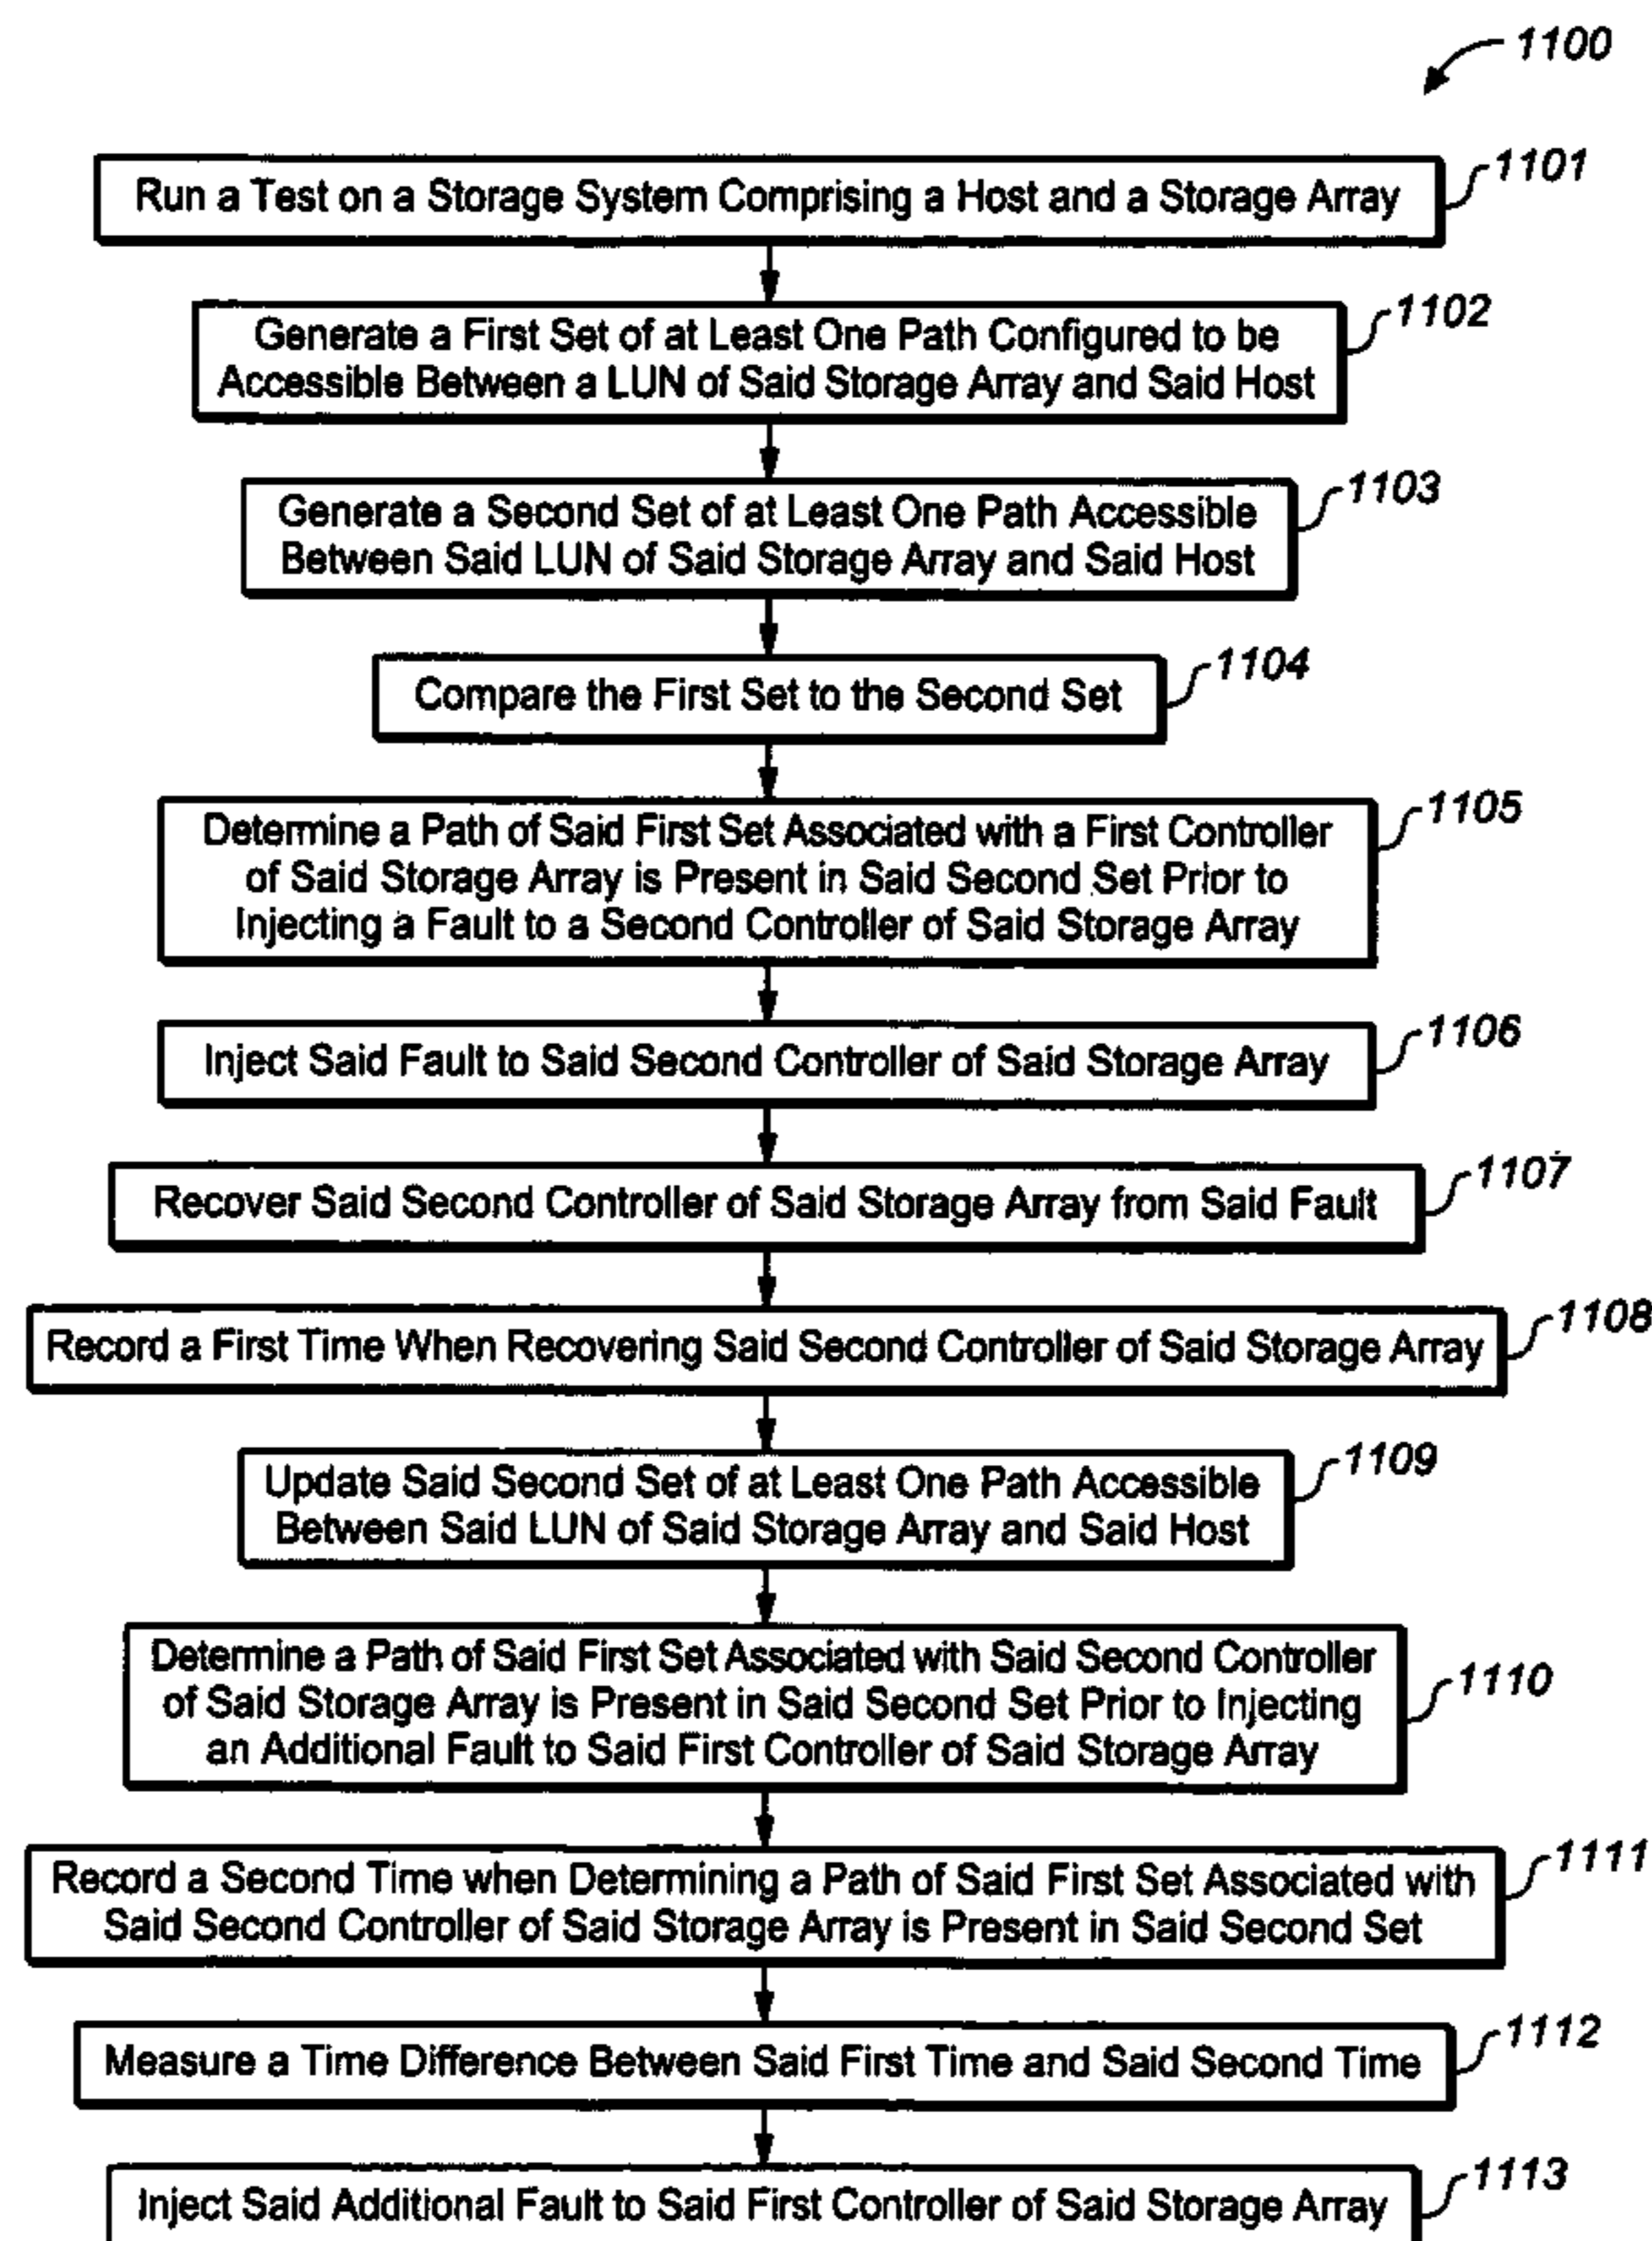 1100
Run a Test on a Storage System Comprising a Host and a Storage Array
1101
Generate a First Set of at Least One Path Configured to be
Accessible Between a LUN of Said Storage Array and Said Host
1102
Generate a Second Set of at Least One Path Accessible
Between Said LUN of Said Storage Array and Said Host
1103
Compare the First Set to the Second Set
1104
Determine a Path of Said First Set Associated with a First Controller
of Said Storage Array is Present in Said Second Set Prior to
Injecting a Fault to a Second Controller of Said Storage Array
1105
Inject Said Fault to Said Second Controller of Said Storage Array
1106
Recover Said Second Controller of Said Storage Array from Said Fault
1107
Record a First Time When Recovering Said Second Controller of Said Storage Array
1108
Update Said Second Set of at Least One Path Accessible
Between Said LUN of Said Storage Array and Said Host
1109
Determine a Path of Said First Set Associated with Said Second Controller
of Said Storage Array is Present in Said Second Set Prior to Injecting
an Additional Fault to Said First Controller of Said Storage Array
1110
Record a Second Time when Determining a Path of Said First Set Associated with
Said Second Controller of Said Storage Array is Present in Said Second Set
1111
Measure a Time Difference Between Said First Time and Said Second Time
1112
Inject Said Additional Fault to Said First Controller of Said Storage Array
1113